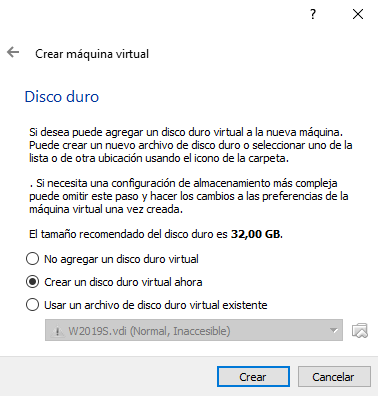 ?
Crear máquina virtual
Disco duro
Si desea puede agregar un disco duro virtual a la nueva máquina.
Puede crear un nuevo archivo de disco duro o seleccionar uno de la
lista o de otra ubicación usando el icono de la carpeta.
. Si necesita una configuración de almacenamiento más compleja
puede omitir este paso y hacer los cambios a las preferencias de la
máquina virtual una vez creada.
El tamaño recomendado del disco duro es 32,00 GB.
No agregar un disco duro virtual
Crear un disco duro virtual ahora
Usar un archivo de disco duro virtual existente
W2019S.vdi (Normal, Inaccesible)
Crear
Cancelar